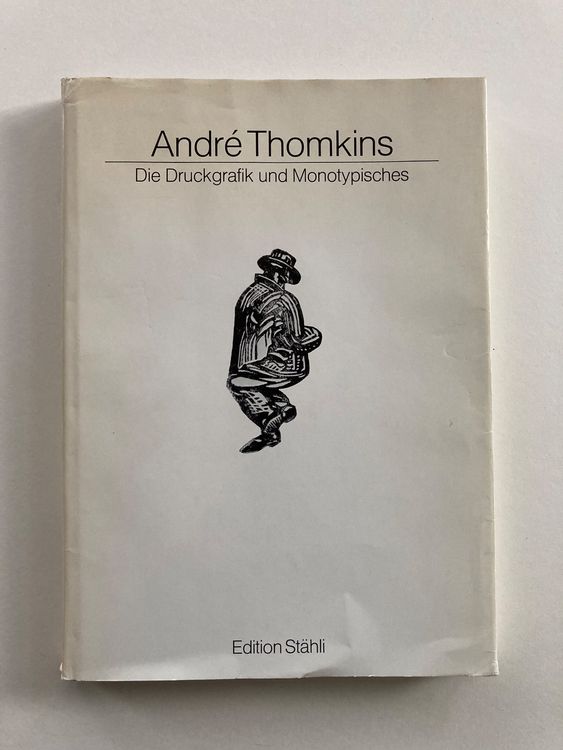 André Thomkins
Die Druckgrafik und Monotypisches
Edition Stähli